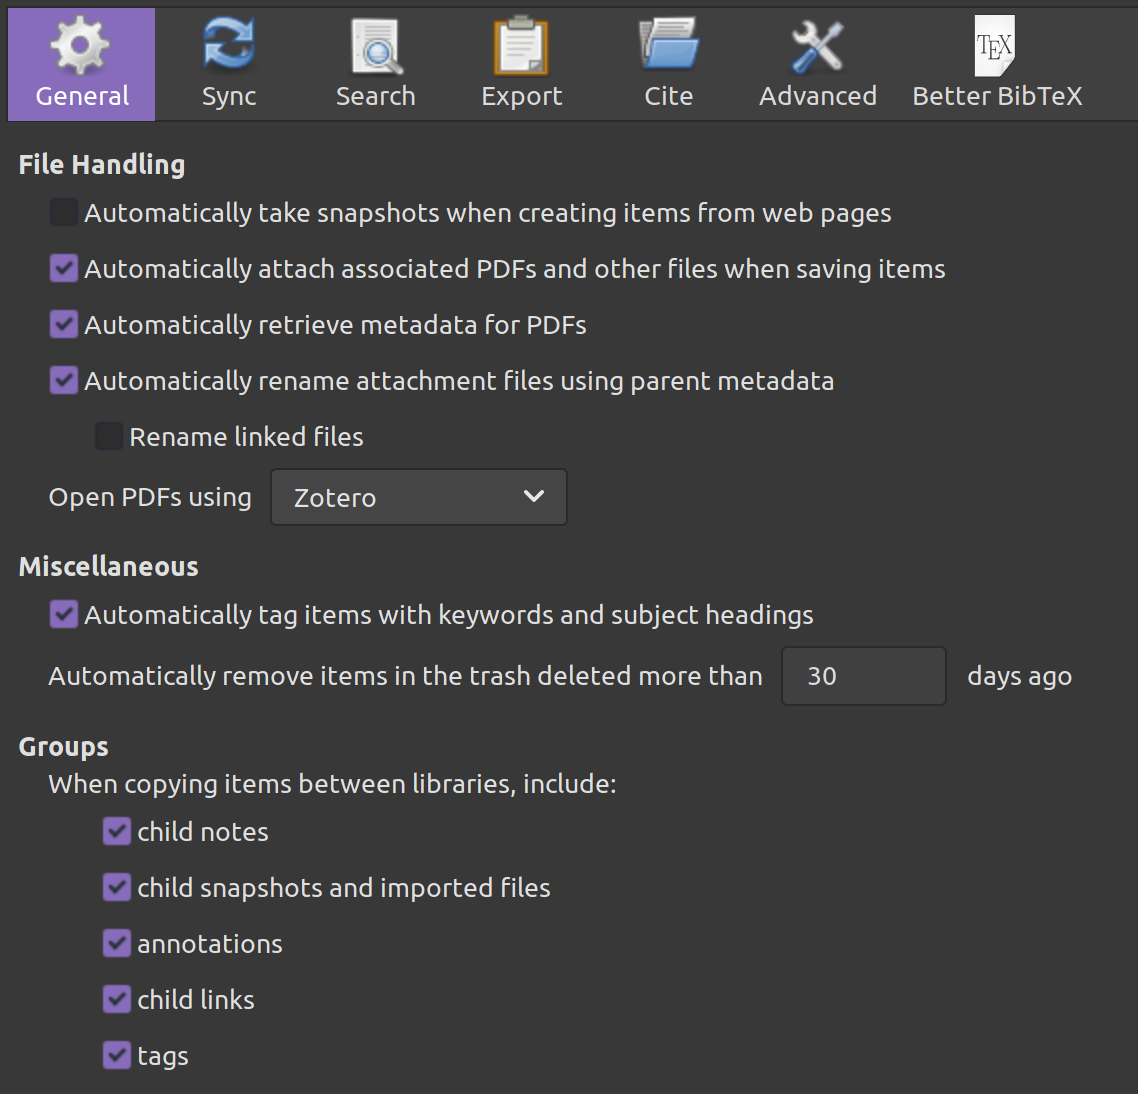 TEX
General Sync Search Export Cite Advanced Better BibTeX
File Handling
Automatically take snapshots when creating items from web pages
Automatically attach associated PDFs and other files when saving items
Automatically retrieve metadata for PDFs
Automatically rename attachment files using parent metadata
Rename linked files
Open PDFs using Zotero
Miscellaneous
Automatically tag items with keywords and subject headings
Automatically remove items in the trash deleted more than 30 days ago
Groups
When copying items between libraries, include:
child notes
child snapshots and imported files
annotations
child links
tags